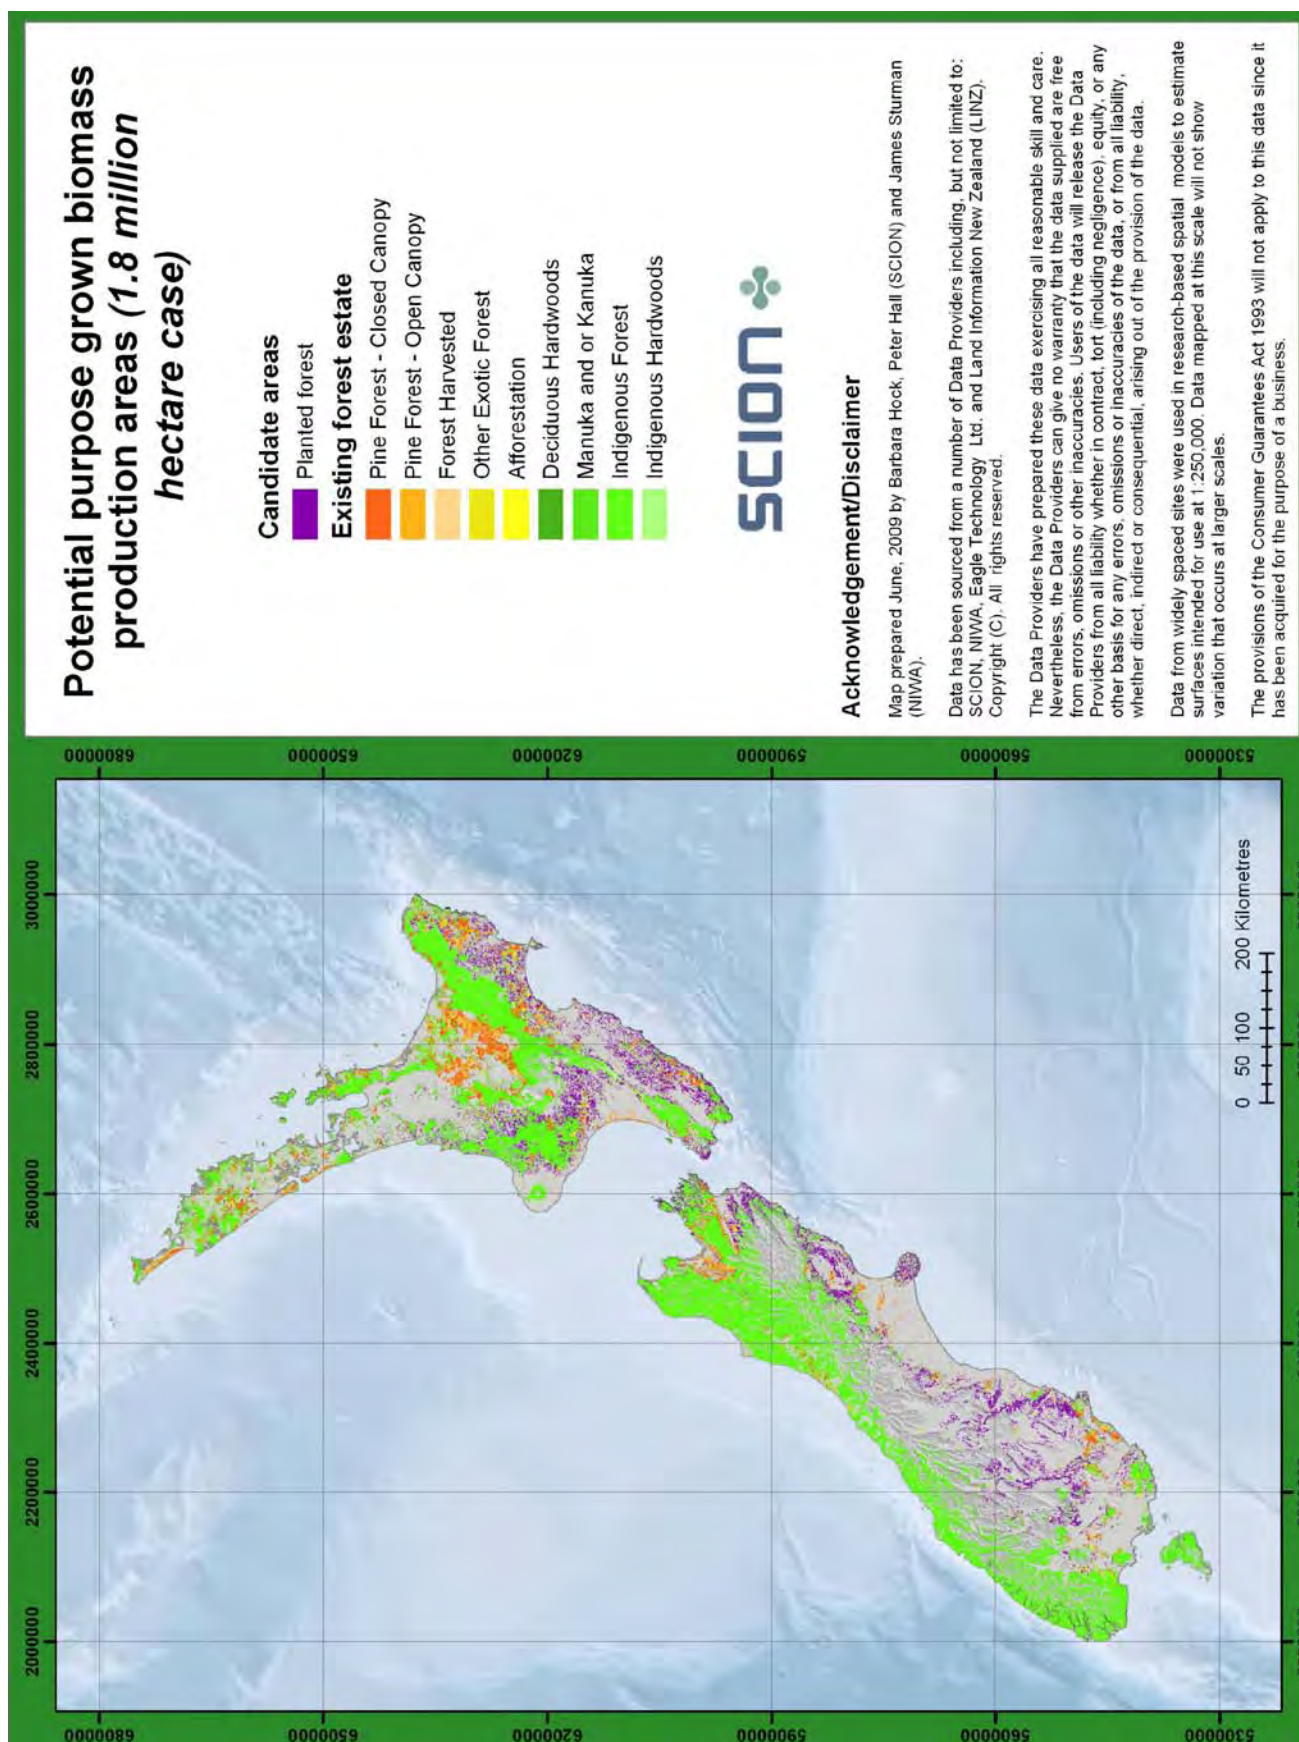 Potential purpose grown biomass
production areas (1.8 million
hectare case)
Candidate areas
Planted forest
Existing forest estate
Pine Forest - Closed Canopy
Pine Forest - Open Canopy
Forest Harvested
Other Exotic Forest
Afforestation
Deciduous Hardwoods
Manuka and or Kanuka
Indigenous Forest
Indigenous Hardwoods
SCION
Acknowledgement/Disclaimer
Map prepared June, 2009 by Barbara Hock, Peter Hall (SCION) and James Sturman
(NIWA).
Data has been sourced from a number of Data Providers including, but not limited to:
SCION, NIWA, Eagle Technology Ltd. and Land Information New Zealand (LINZ).
Copyright (C). All rights reserved.
The Data Providers have prepared these data exercising all reasonable skill and care.
Nevertheless, the Data Providers can give no warranty that the data supplied are free
from errors, omissions or other inaccuracies. Users of the data will release the Data
Providers from all liability whether in contract, tort (including negligence), equity, or any
other basis for any errors, omissions or inaccuracies of the data, or from all liability,
whether direct, indirect or consequential, arising out of the provision of the data.
Data from widely spaced sites were used in research-based spatial models to estimate
surfaces intended for use at 1:250,000. Data mapped at this scale will not show
variation that occurs at larger scales.
The provisions of the Consumer Guarantees Act 1993 will not apply to this data since it
has been acquired for the purpose of a business.
2000000
2200000
2400000
2600000
2800000
3000000
6800000
6500000
6200000
5900000
5600000
5300000
6800000
6500000
6200000
5900000
5600000
5300000
0 50 100 200 Kilometres